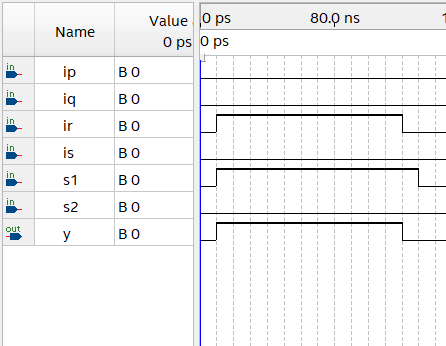 Name
Value
0 ps
0 ps
80.0 ns
0 ps
in
ip
B 0
in
iq
B 0
in
ir
B 0
in
is
B 0
in
s1
B 0
in
s2
B 0
out
y
B 0